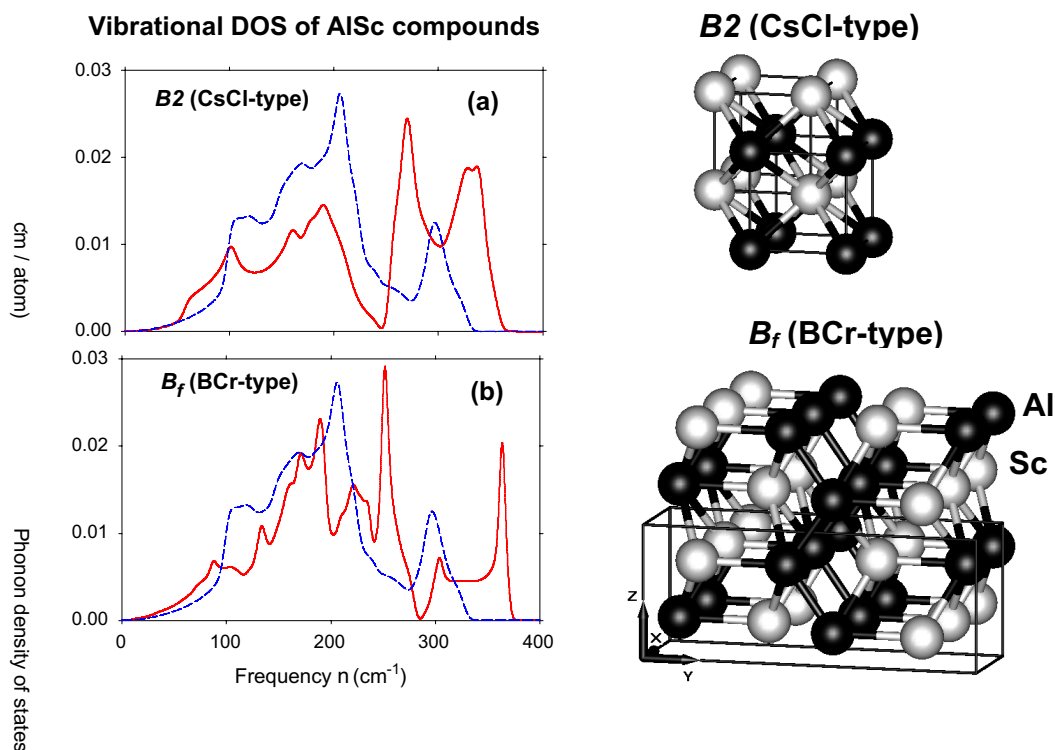 Vibrational DOS of AlSc compounds
B2 (CsCl-type)
0.03
0.02
0.01
0.00
B2 (CsCl-type)
(a)
cm / atom)
0.03
0.02
0.01
0.00
Bf (BCr-type)
(b)
0
100
200
300
400
Frequency n (cm-1)
Phonon density of states
Bf (BCr-type)
Al
Sc
Z
X
Y